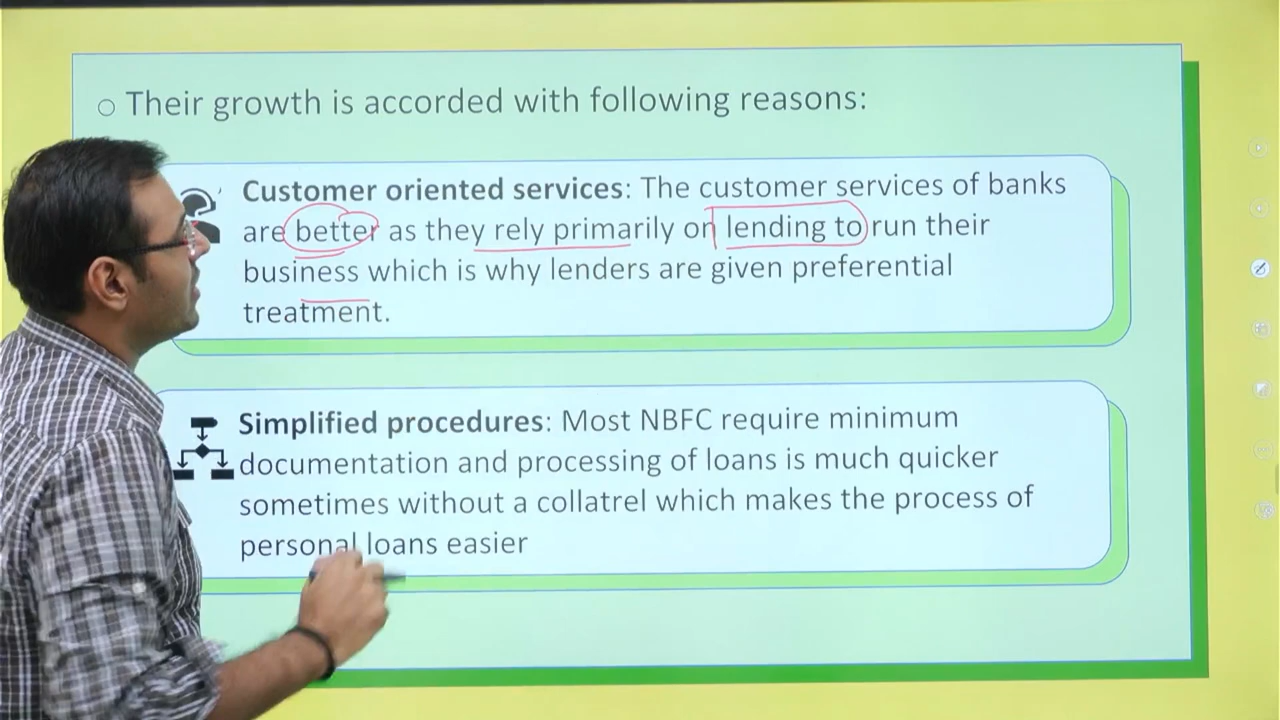 ○ Their growth is accorded with following reasons:
Customer oriented services: The customer services of banks
are better as they rely primarily on lending to run their
business which is why lenders are given preferential
treatment.
Simplified procedures: Most NBFC require minimum
documentation and processing of loans is much quicker
sometimes without a collatrel which makes the process of
personal loans easier